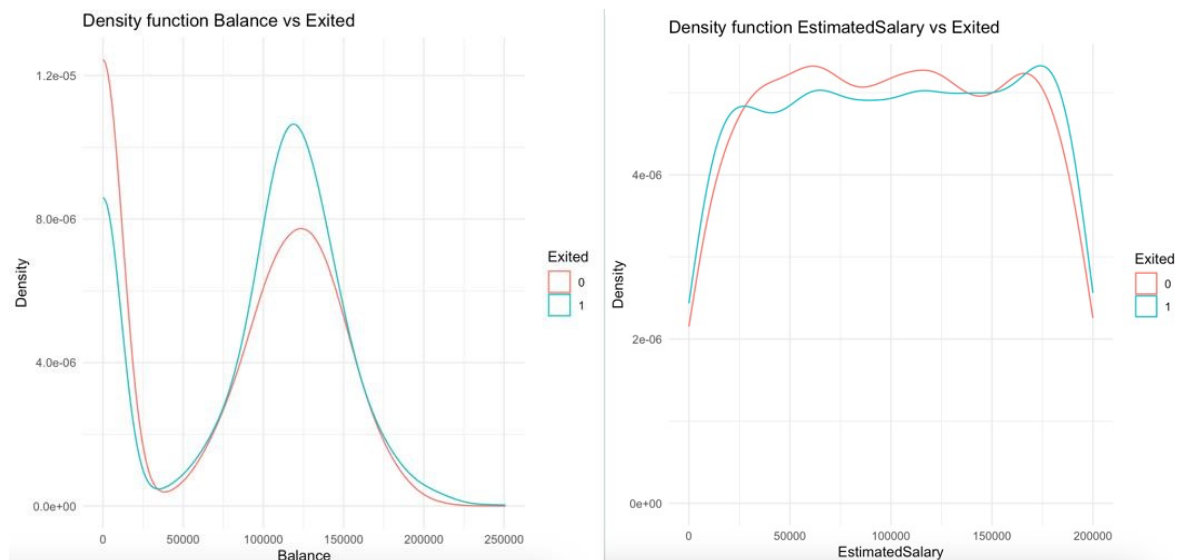 Density function Balance vs Exited
1.2e-05
8.0e-06
4.0e-06
0.0e+00
Density
0 50000 100000 150000 200000 250000
Balance
Exited
0
1
Density function EstimatedSalary vs Exited
4e-06
2e-06
0e+00
Density
0 50000 100000 150000 200000
EstimatedSalary
Exited
0
1